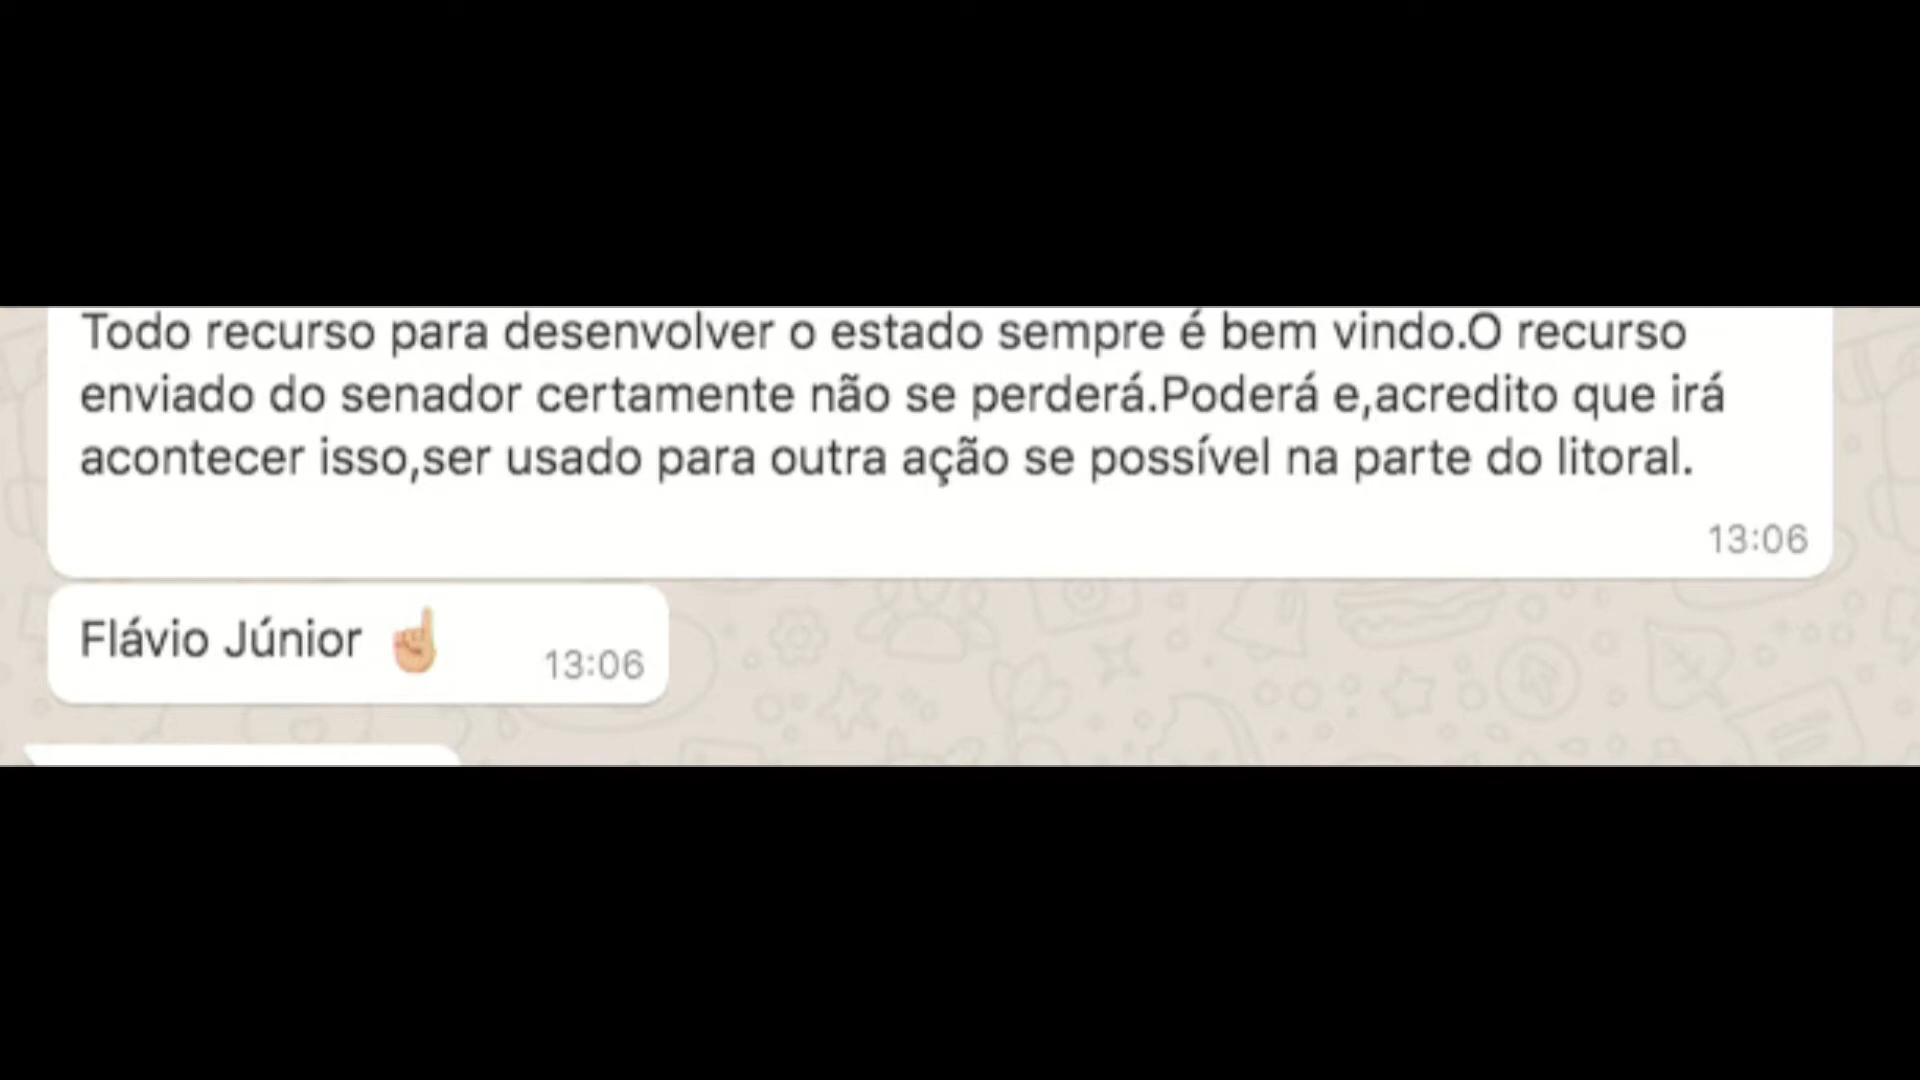 Todo recurso para desenvolver o estado sempre é bem vindo.O recurso
enviado do senador certamente não se perderá.Poderá e,acredito que irá
acontecer isso,ser usado para outra ação se possível na parte do litoral.
13:06
Flávio Júnior ☝🏼
13:06